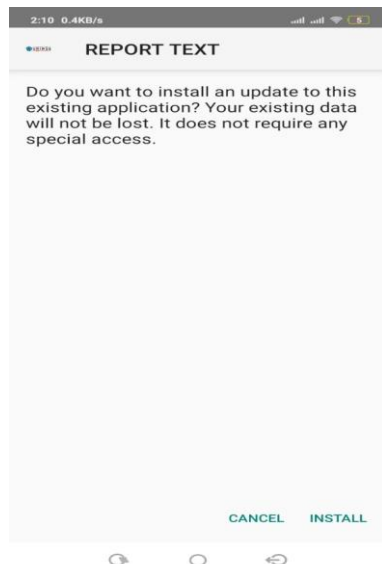 2:10 0.4KB/s
5
REPORT TEXT
Do you want to install an update to this
existing application? Your existing data
will not be lost. It does not require any
special access.
CANCEL INSTALL